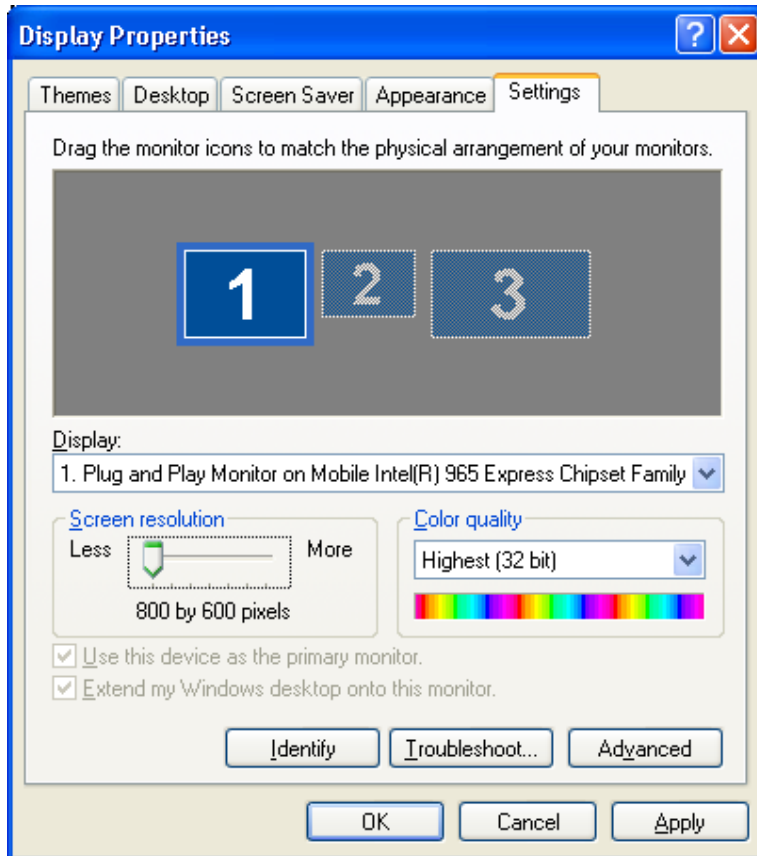 Display Properties
Themes Desktop Screen Saver Appearance Settings
Drag the monitor icons to match the physical arrangement of your monitors.
1 2 3
Display:
1. Plug and Play Monitor on Mobile Intel(R) 965 Express Chipset Family
Screen resolution
Less More
800 by 600 pixels
Color quality
Highest (32 bit)
Use this device as the primary monitor.
Extend my Windows desktop onto this monitor.
Identify Troubleshoot... Advanced
OK Cancel Apply